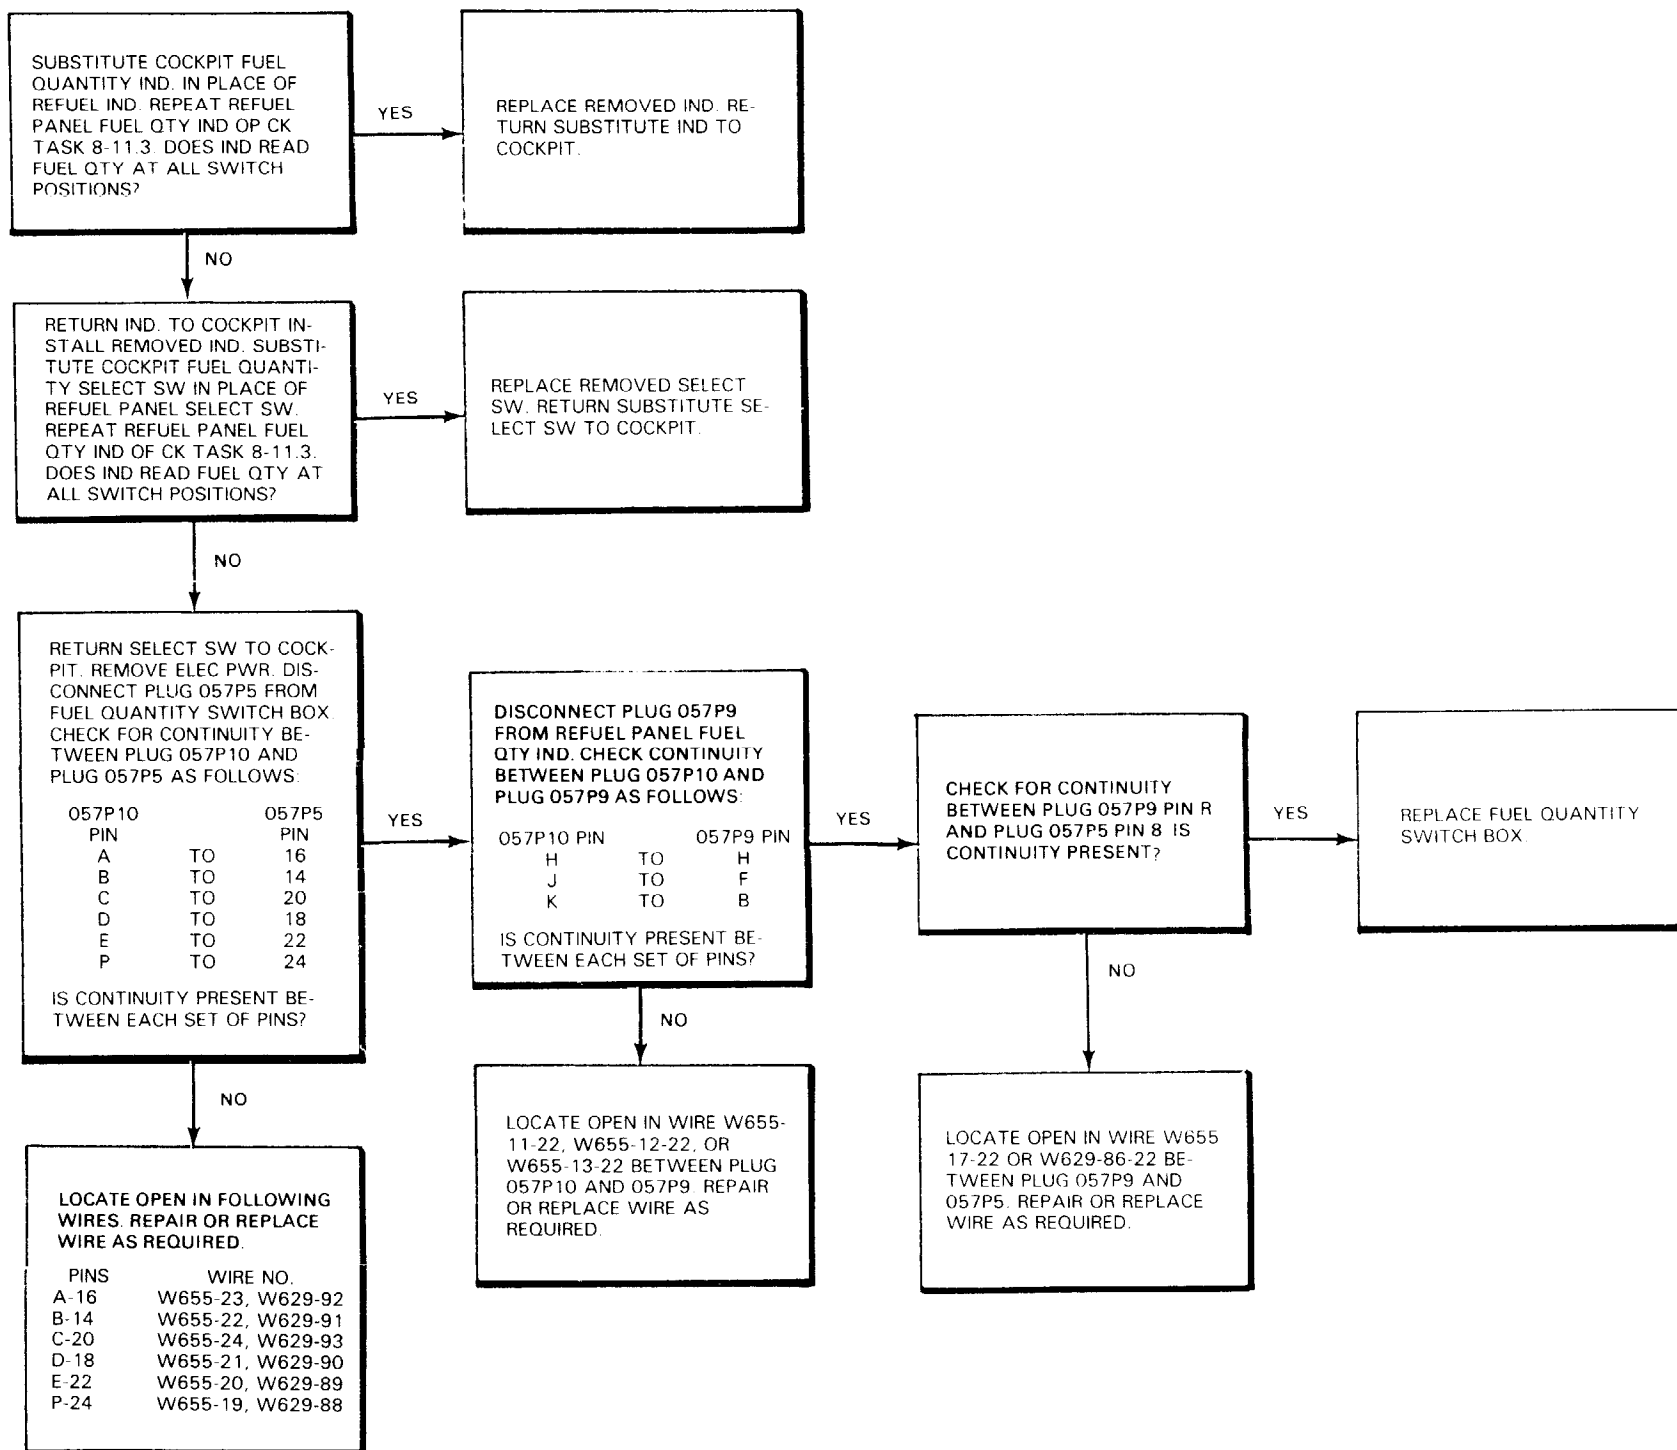 SUBSTITUTE COCKPIT FUEL
QUANTITY IND. IN PLACE OF
REFUEL IND. REPEAT REFUEL
PANEL FUEL QTY IND OP CK
TASK 8-11.3. DOES IND READ
FUEL QTY AT ALL SWITCH
POSITIONS?
YES
REPLACE REMOVED IND. RE-
TURN SUBSTITUTE IND TO
COCKPIT.
NO
RETURN IND. TO COCKPIT IN-
STALL REMOVED IND. SUBSTI-
TUTE COCKPIT FUEL QUANTI-
TY SELECT SW IN PLACE OF
REFUEL PANEL SELECT SW.
REPEAT REFUEL PANEL FUEL
QTY IND OF CK TASK 8-11.3.
DOES IND READ FUEL QTY AT
ALL SWITCH POSITIONS?
YES
REPLACE REMOVED SELECT
SW. RETURN SUBSTITUTE SE-
LECT SW TO COCKPIT.
NO
RETURN SELECT SW TO COCK-
PIT. REMOVE ELEC PWR. DIS-
CONNECT PLUG 057P5 FROM
FUEL QUANTITY SWITCH BOX.
CHECK FOR CONTINUITY BE-
TWEEN PLUG 057P10 AND
PLUG 057P5 AS FOLLOWS:
057P10 057P5
PIN PIN
A TO 16
B TO 14
C TO 20
D TO 18
E TO 22
P TO 24
IS CONTINUITY PRESENT BE-
TWEEN EACH SET OF PINS?
YES
DISCONNECT PLUG 057P9
FROM REFUEL PANEL FUEL
QTY IND. CHECK CONTINUITY
BETWEEN PLUG 057P10 AND
PLUG 057P9 AS FOLLOWS:
057P10 PIN 057P9 PIN
H TO H
J TO F
K TO B
IS CONTINUITY PRESENT BE-
TWEEN EACH SET OF PINS?
YES
CHECK FOR CONTINUITY
BETWEEN PLUG 057P9 PIN R
AND PLUG 057P5 PIN 8 IS
CONTINUITY PRESENT?
YES
REPLACE FUEL QUANTITY
SWITCH BOX.
NO
LOCATE OPEN IN FOLLOWING
WIRES. REPAIR OR REPLACE
WIRE AS REQUIRED.
PINS WIRE NO.
A-16 W655-23, W629-92
B-14 W655-22, W629-91
C-20 W655-24, W629-93
D-18 W655-21, W629-90
E-22 W655-20, W629-89
P-24 W655-19, W629-88
NO
LOCATE OPEN IN WIRE W655-
11-22, W655-12-22, OR
W655-13-22 BETWEEN PLUG
057P10 AND 057P9. REPAIR
OR REPLACE WIRE AS
REQUIRED.
NO
LOCATE OPEN IN WIRE W655
17-22 OR W629-86-22 BE-
TWEEN PLUG 057P9 AND
057P5. REPAIR OR REPLACE
WIRE AS REQUIRED.